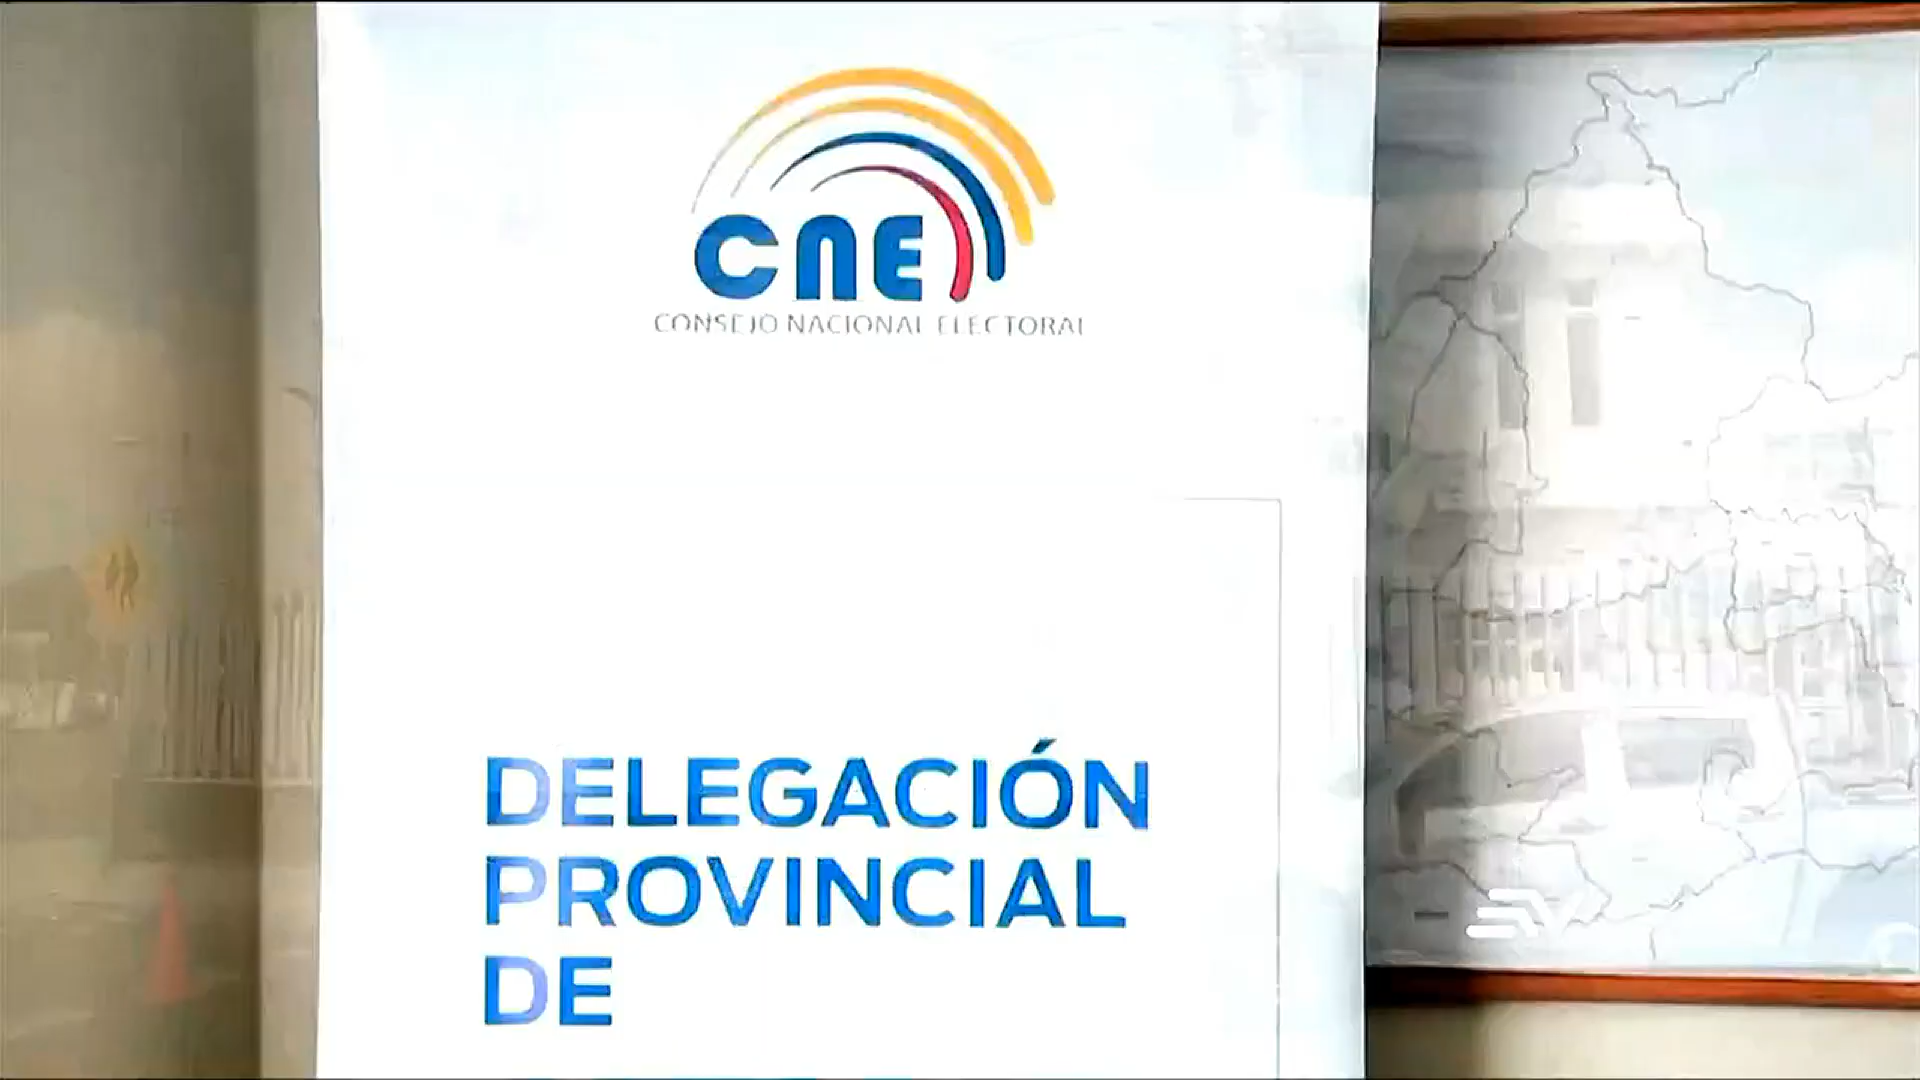 CNE
CONSEJO NACIONAL ELECTORAL
DELEGACIÓN
PROVINCIAL
DE